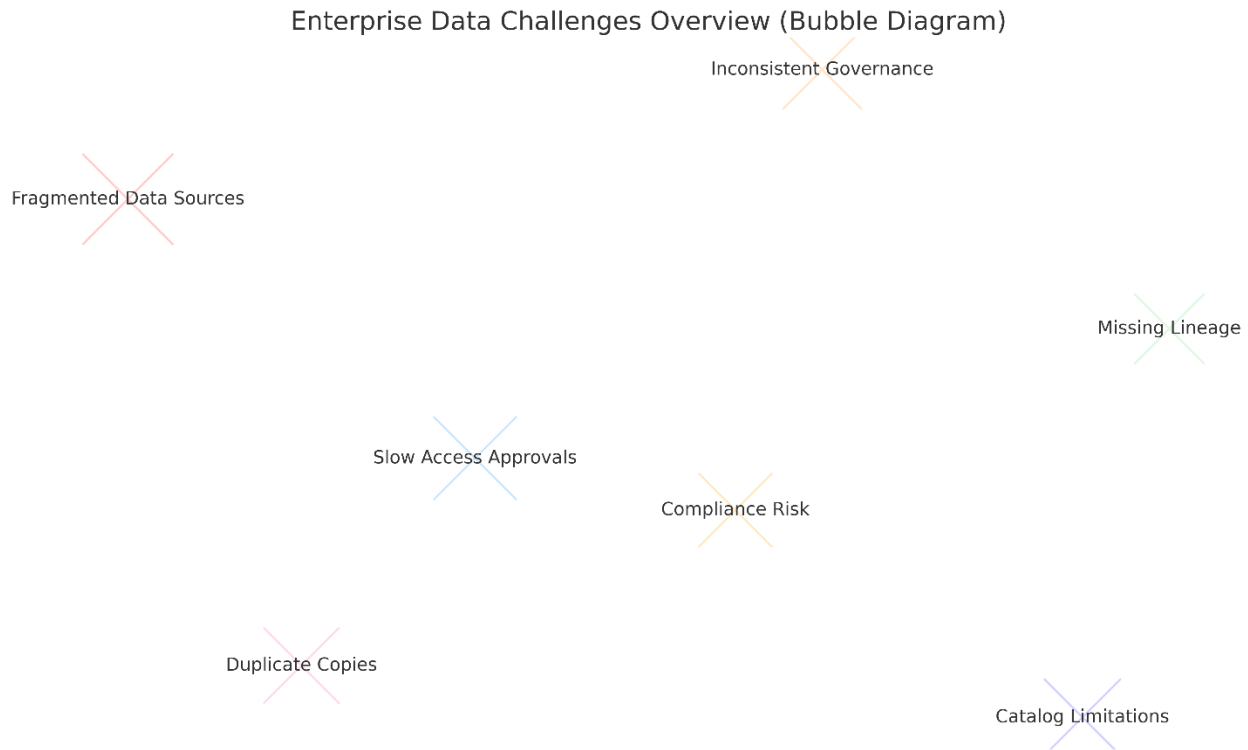 Enterprise Data Challenges Overview (Bubble Diagram)
Inconsistent Governance
Fragmented Data Sources
Missing Lineage
Slow Access Approvals
Compliance Risk
Duplicate Copies
Catalog Limitations